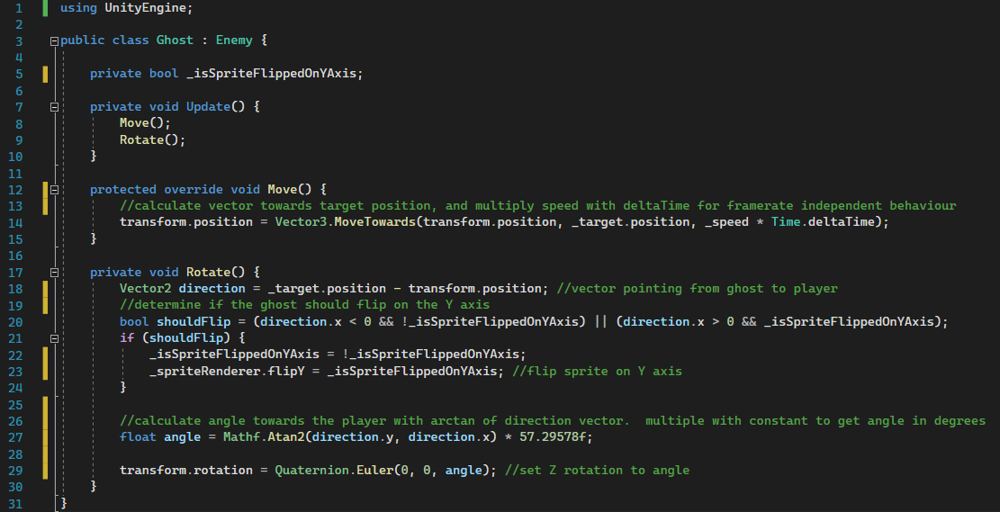 1 using UnityEngine;
2
3 public class Ghost : Enemy {
4
5 private bool _isSpriteFlippedOnYAxis;
6
7 private void Update() {
8 Move();
9 Rotate();
10 }
11
12 protected override void Move() {
13 //calculate vector towards target position, and multiply speed with deltaTime for framerate independent behaviour
14 transform.position = Vector3.MoveTowards(transform.position, _target.position, _speed * Time.deltaTime);
15 }
16
17 private void Rotate() {
18 Vector2 direction = _target.position - transform.position; //vector pointing from ghost to player
19 //determine if the ghost should flip on the Y axis
20 bool shouldFlip = (direction.x < 0 && !_isSpriteFlippedOnYAxis) || (direction.x > 0 && _isSpriteFlippedOnYAxis);
21 if (shouldFlip) {
22 _isSpriteFlippedOnYAxis = !_isSpriteFlippedOnYAxis;
23 _spriteRenderer.flipY = _isSpriteFlippedOnYAxis; //flip sprite on Y axis
24 }
25
26 //calculate angle towards the player with arctan of direction vector.  multiple with constant to get angle in degrees
27 float angle = Mathf.Atan2(direction.y, direction.x) * 57.29578f;
28
29 transform.rotation = Quaternion.Euler(0, 0, angle); //set Z rotation to angle
30 }
31 }